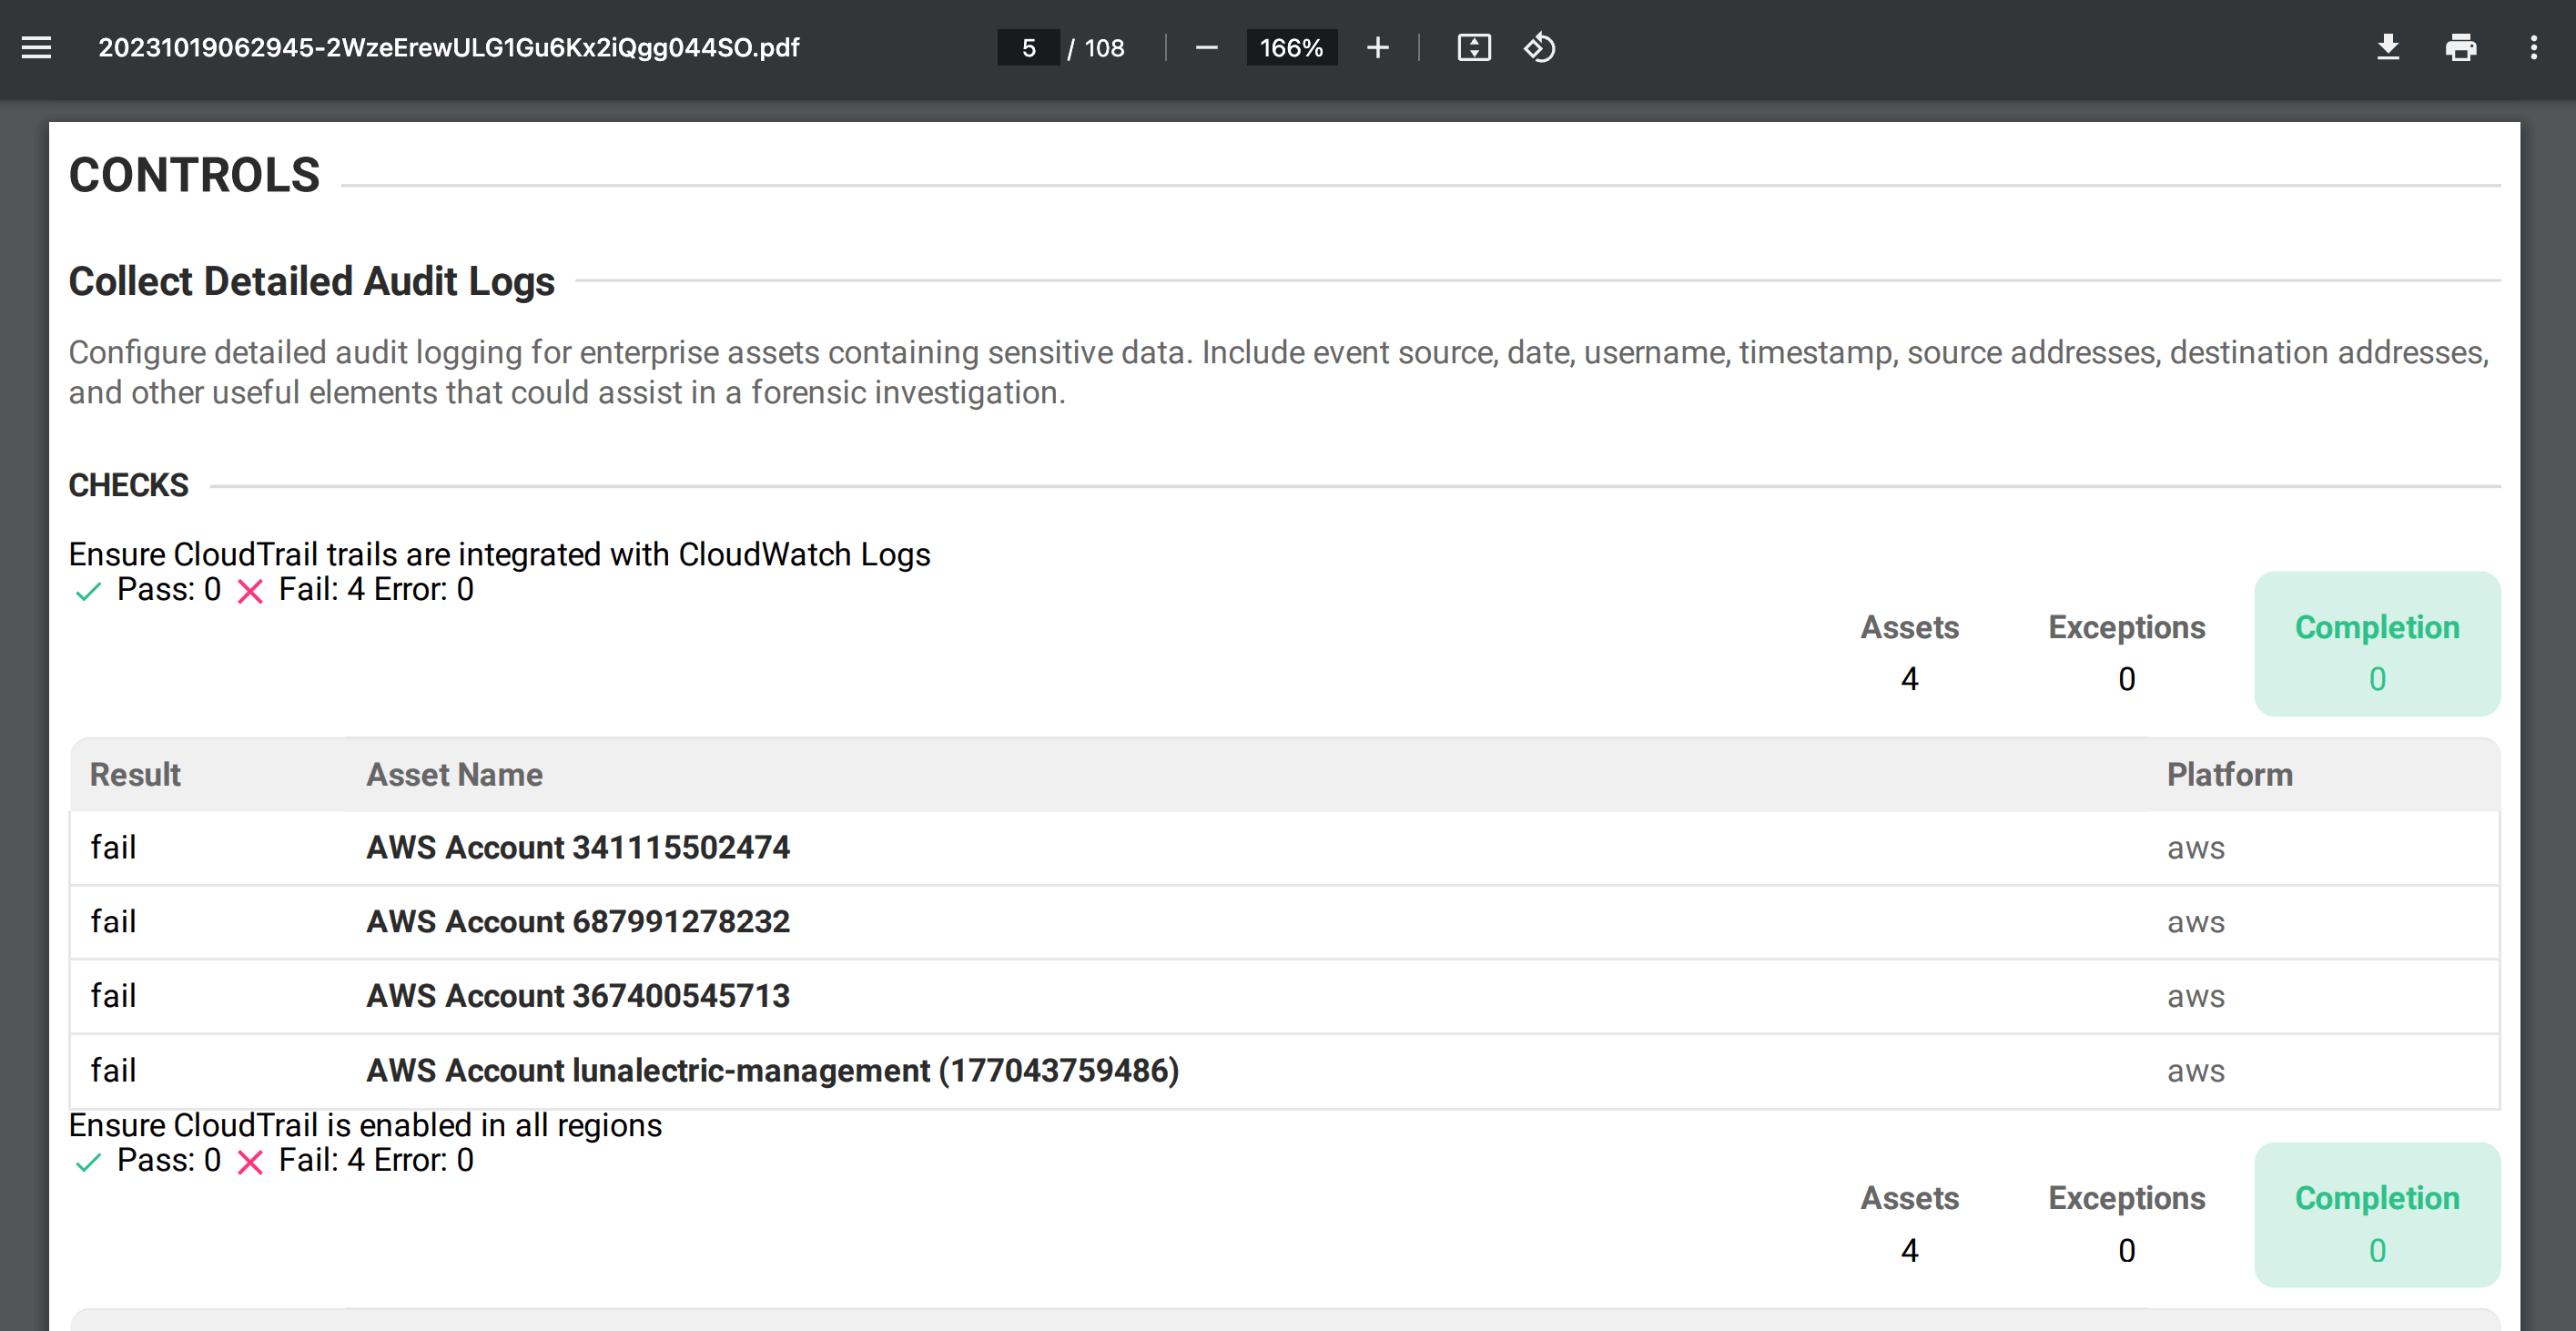 20231019062945-2WzeErewULG1Gu6Kx2iQgg044SO.pdf 5 / 108 166%
CONTROLS
Collect Detailed Audit Logs
Configure detailed audit logging for enterprise assets containing sensitive data. Include event source, date, username, timestamp, source addresses, destination addresses,
and other useful elements that could assist in a forensic investigation.
CHECKS
Ensure CloudTrail trails are integrated with CloudWatch Logs
Pass: 0 Fail: 4 Error: 0
Assets Exceptions Completion
4 0 0
Result Asset Name Platform
fail AWS Account 341115502474 aws
fail AWS Account 687991278232 aws
fail AWS Account 367400545713 aws
fail AWS Account lunalectric-management (177043759486) aws
Ensure CloudTrail is enabled in all regions
Pass: 0 Fail: 4 Error: 0
Assets Exceptions Completion
4 0 0